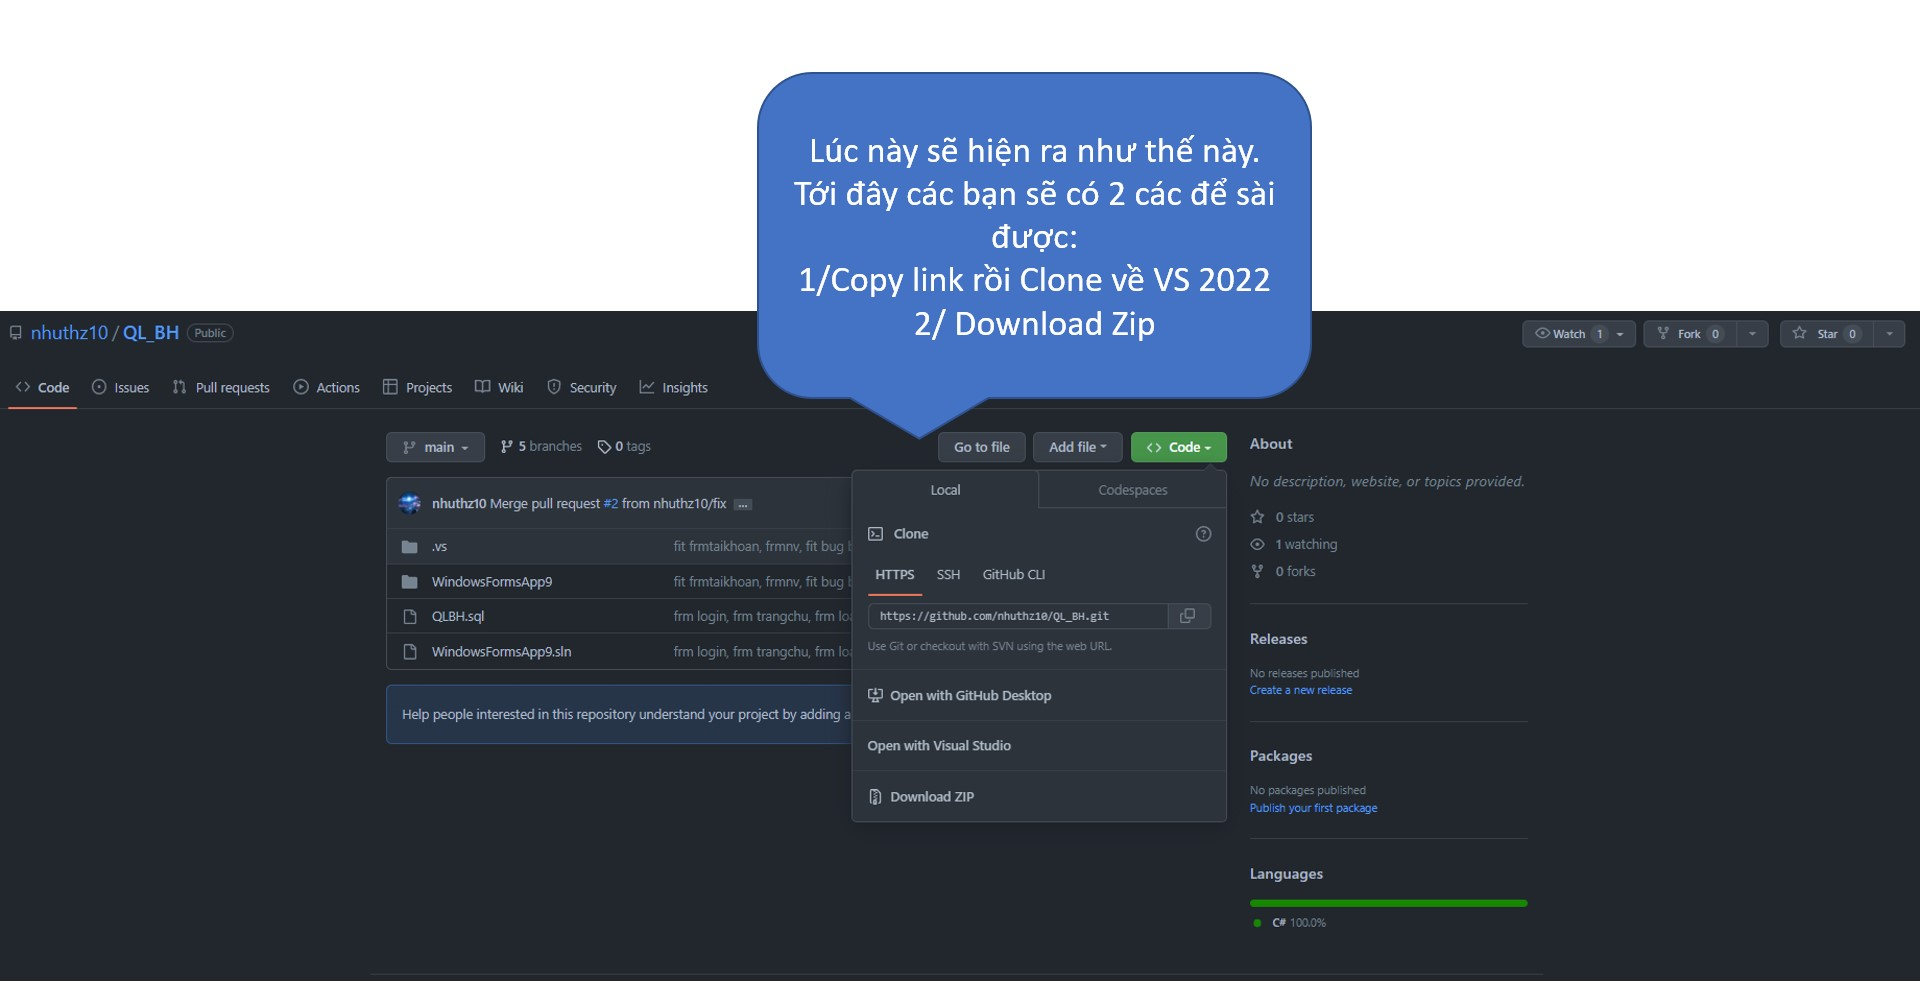 Lúc này sẽ hiện ra như thế này.
Tới đây các bạn sẽ có 2 các để sài
được:
1/Copy link rồi Clone về VS 2022
2/ Download Zip
nhuthz10 / QL_BH Public
Watch 1
Fork 0
Star 0
Code
Issues
Pull requests
Actions
Projects
Wiki
Security
Insights
main
5 branches
0 tags
Go to file
Add file
Code
nhuthz10 Merge pull request #2 from nhuthz10/fix ...
.vs
fit frmtaikhoan, frmnv, fit bug
WindowsFormsApp9
fit frmtaikhoan, frmnv, fit bug
QLBH.sql
frm login, frm trangchu, frm
WindowsFormsApp9.sln
frm login, frm trangchu, frm
Help people interested in this repository understand your project by adding a
Local
Codespaces
Clone
HTTPS
SSH
GitHub CLI
https://github.com/nhuthz10/QL_BH.git
Use Git or checkout with SVN using the web URL.
Open with GitHub Desktop
Open with Visual Studio
Download ZIP
About
No description, website, or topics provided.
0 stars
1 watching
0 forks
Releases
No releases published
Create a new release
Packages
No packages published
Publish your first package
Languages
C# 100.0%